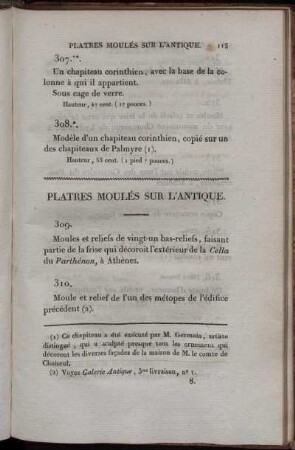 PLATRES MOULÉS SUR L'ANTIQUE. 113
307.**.
Un chapiteau corinthien, avec la base de la co-
lonne à qui il appartient.
Sous cage de verre.
Hauteur, 47 cent. (17 pouces.)
308.*.
Modèle d'un chapiteau corinthien, copié sur un
des chapiteaux de Palmyre (1).
Hauteur, 53 cent. (1 pied 7 pouces.)
PLATRES MOULÉS SUR L'ANTIQUE.
309.
Moules et reliefs de vingt-un bas-reliefs, faisant
partie de la frise qui décoroit l'extérieur de la Cella
du Parthénon, à Athènes.
310.
Moule et relief de l'un des métopes de l'édifice
précédent (2).
(1) Ce chapiteau a été exécuté par M. Germain, artiste
distingué, qui a sculpté presque tous les ornemens qui
décorent les diverses façades de la maison de M. le comte de
Choiseul.
(2) Voyez Galerie Antique, 3me livraison, n° 1.
8.